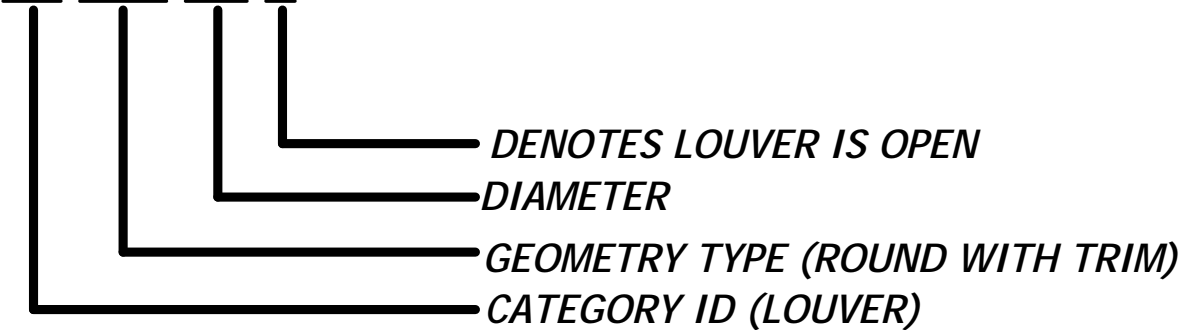 DENOTES LOUVER IS OPEN
DIAMETER
GEOMETRY TYPE (ROUND WITH TRIM)
CATEGORY ID (LOUVER)